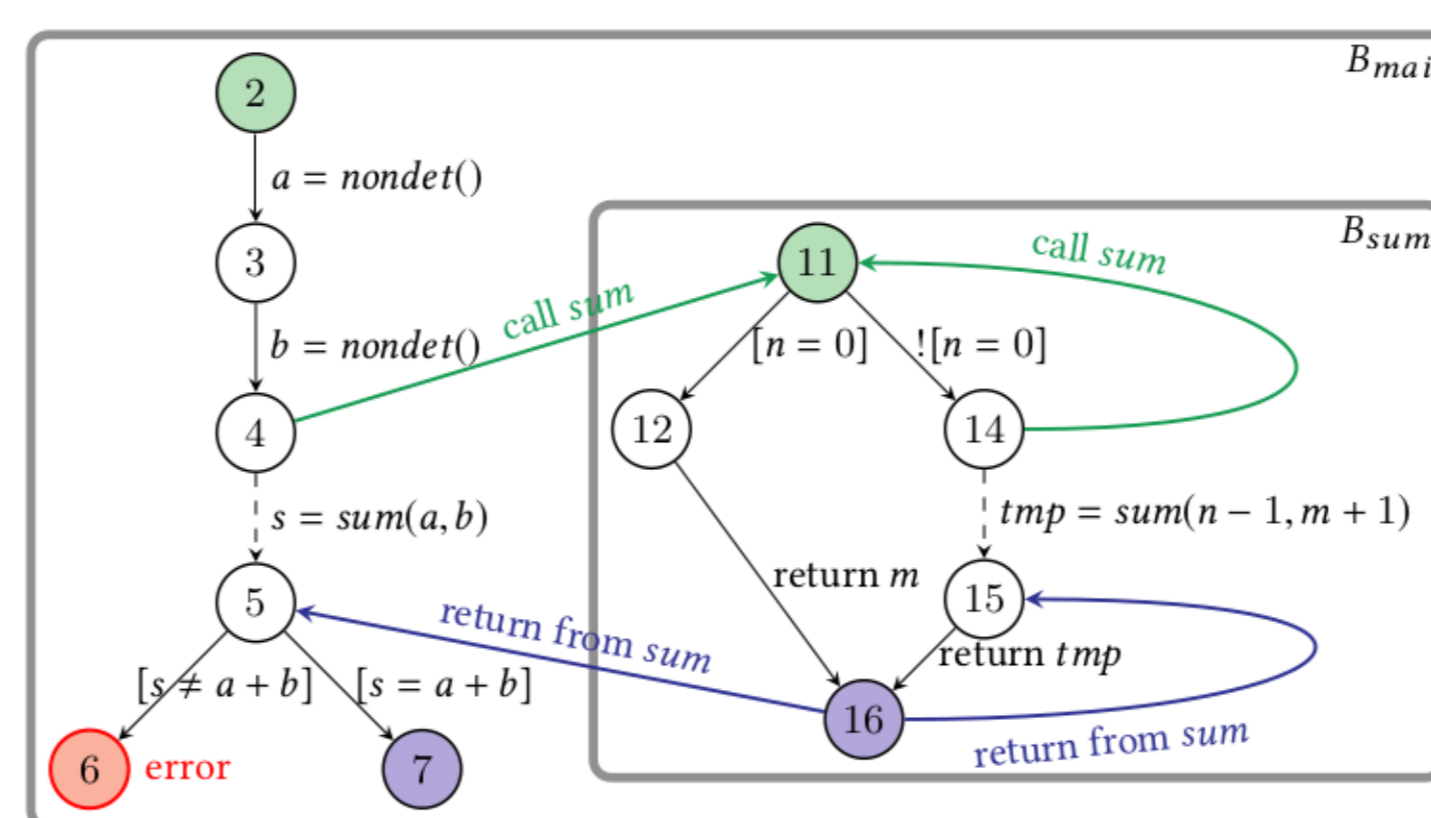 B_mai
2
a = nondet()
B_sum
3
11
call sum
call sum
b = nondet()
[n = 0]
![n = 0]
4
12
14
s = sum(a, b)
tmp = sum(n − 1, m + 1)
return m
5
15
return from sum
return tmp
[s ≠ a + b]
[s = a + b]
16
return from sum
6
error
7